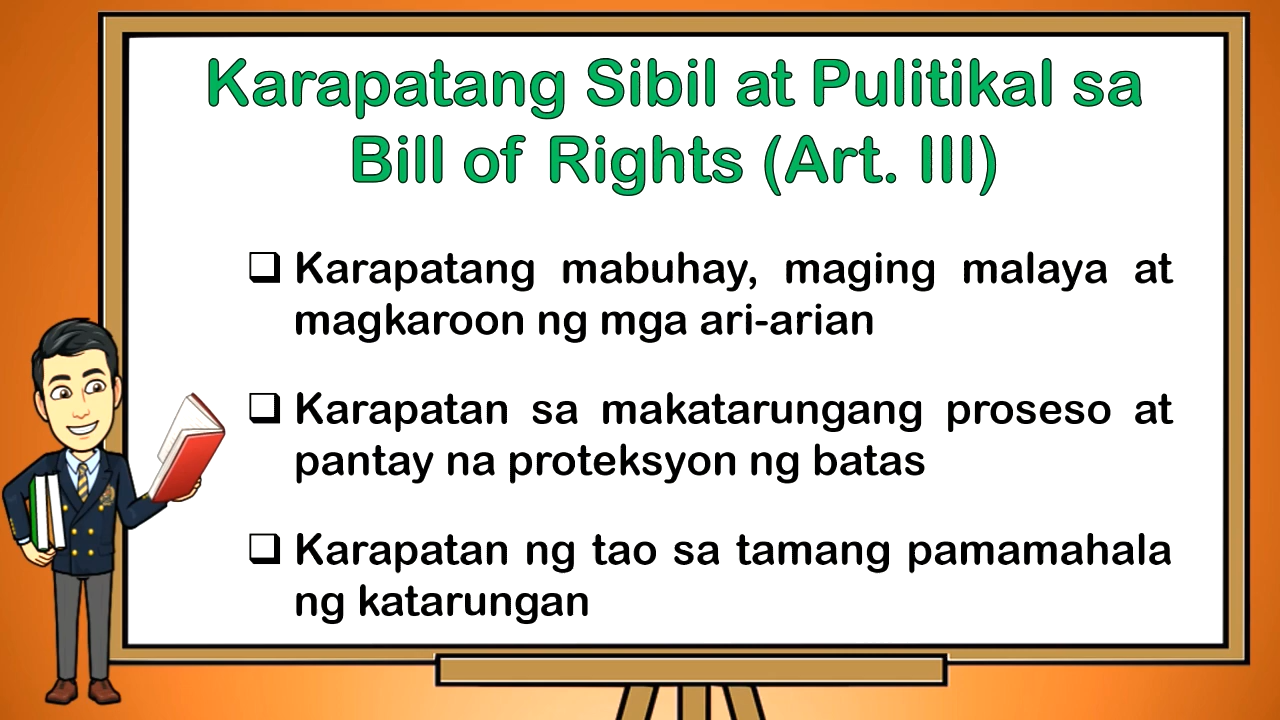 Karapatang Sibil at Pulitikal sa
Bill of Rights (Art. III)
❑ Karapatang mabuhay, maging malaya at
magkaroon ng mga ari-arian
❑ Karapatan sa makatarungang proseso at
pantay na proteksyon ng batas
❑ Karapatan ng tao sa tamang pamamahala
ng katarungan